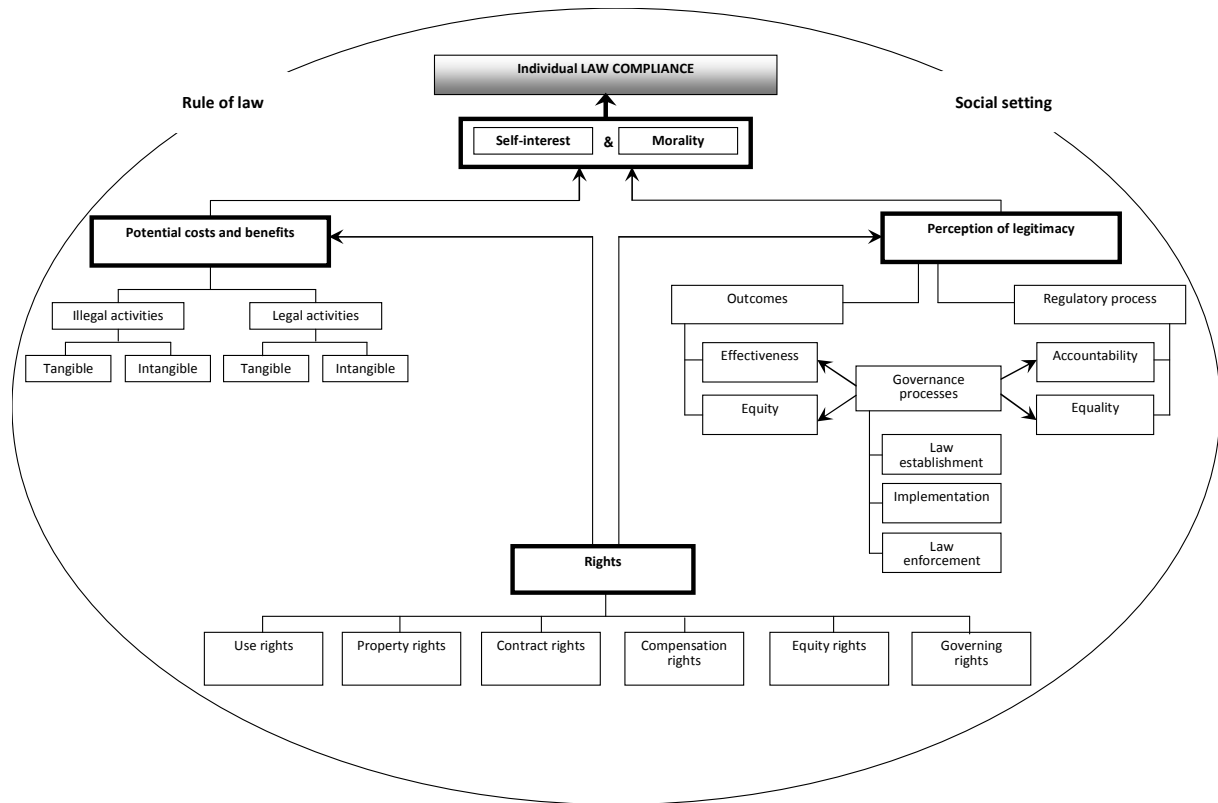 Individual LAW COMPLIANCE
Rule of law
Social setting
Self-interest & Morality
Potential costs and benefits
Perception of legitimacy
Illegal activities
Legal activities
Tangible
Intangible
Tangible
Intangible
Outcomes
Regulatory process
Effectiveness
Equity
Governance
processes
Accountability
Equality
Law
establishment
Implementation
Law
enforcement
Rights
Use rights
Property rights
Contract rights
Compensation
rights
Equity rights
Governing
rights